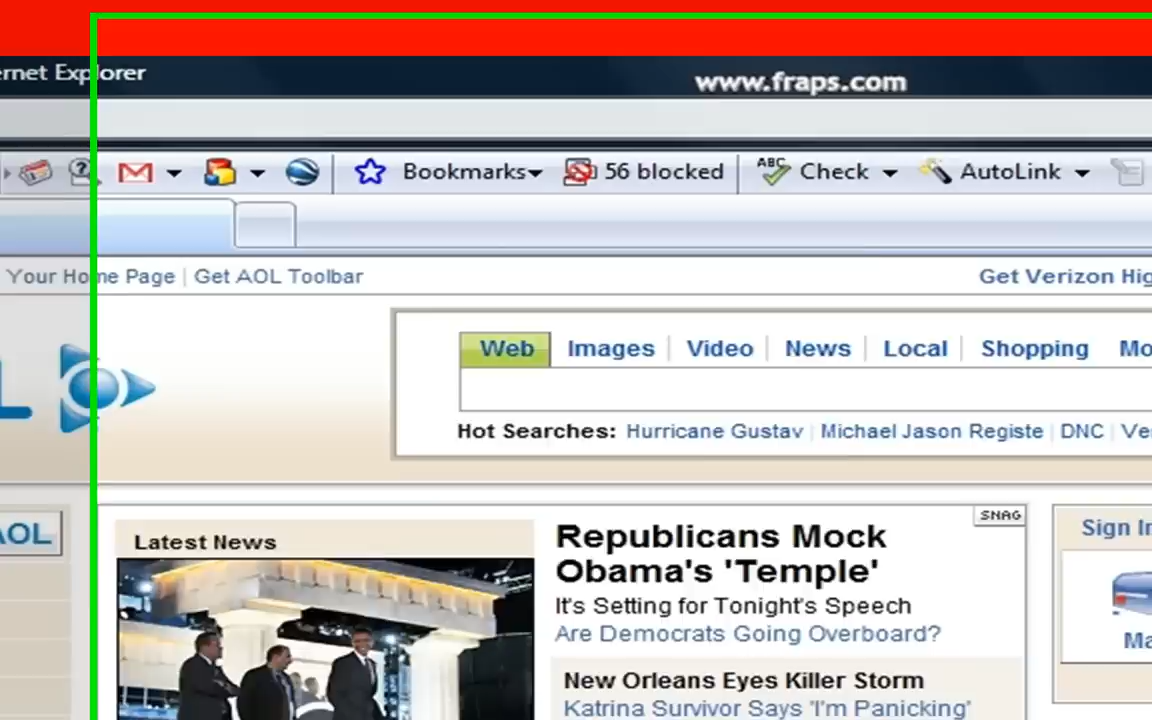 ernet Explorer
www.fraps.com
Bookmarks 56 blocked ABC Check AutoLink
Your Home Page | Get AOL Toolbar Get Verizon Hig
L
Web Images Video News Local Shopping Mo
Hot Searches: Hurricane Gustav | Michael Jason Registe | DNC | Ve
AOL
SNAG
Sign In
Latest News
Republicans Mock
Obama's 'Temple'
It's Setting for Tonight's Speech
Are Democrats Going Overboard?
Ma
New Orleans Eyes Killer Storm
Katrina Survivor Says 'I'm Panicking'